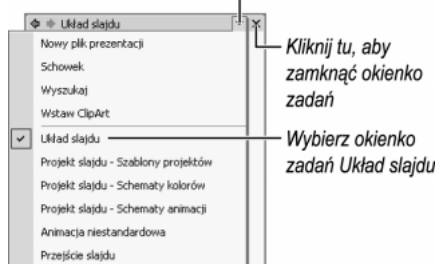 Układ slajdu
Nowy plik prezentacji
Schowek
Wyszukaj
Wstaw ClipArt
Układ slajdu
Projekt slajdu - Szablony projektów
Projekt slajdu - Schematy kolorów
Projekt slajdu - Schematy animacji
Animacja niestandardowa
Przejście slajdu
Kliknij tu, aby
zamknąć okienko
zadań
Wybierz okienko
zadań Układ slajdu